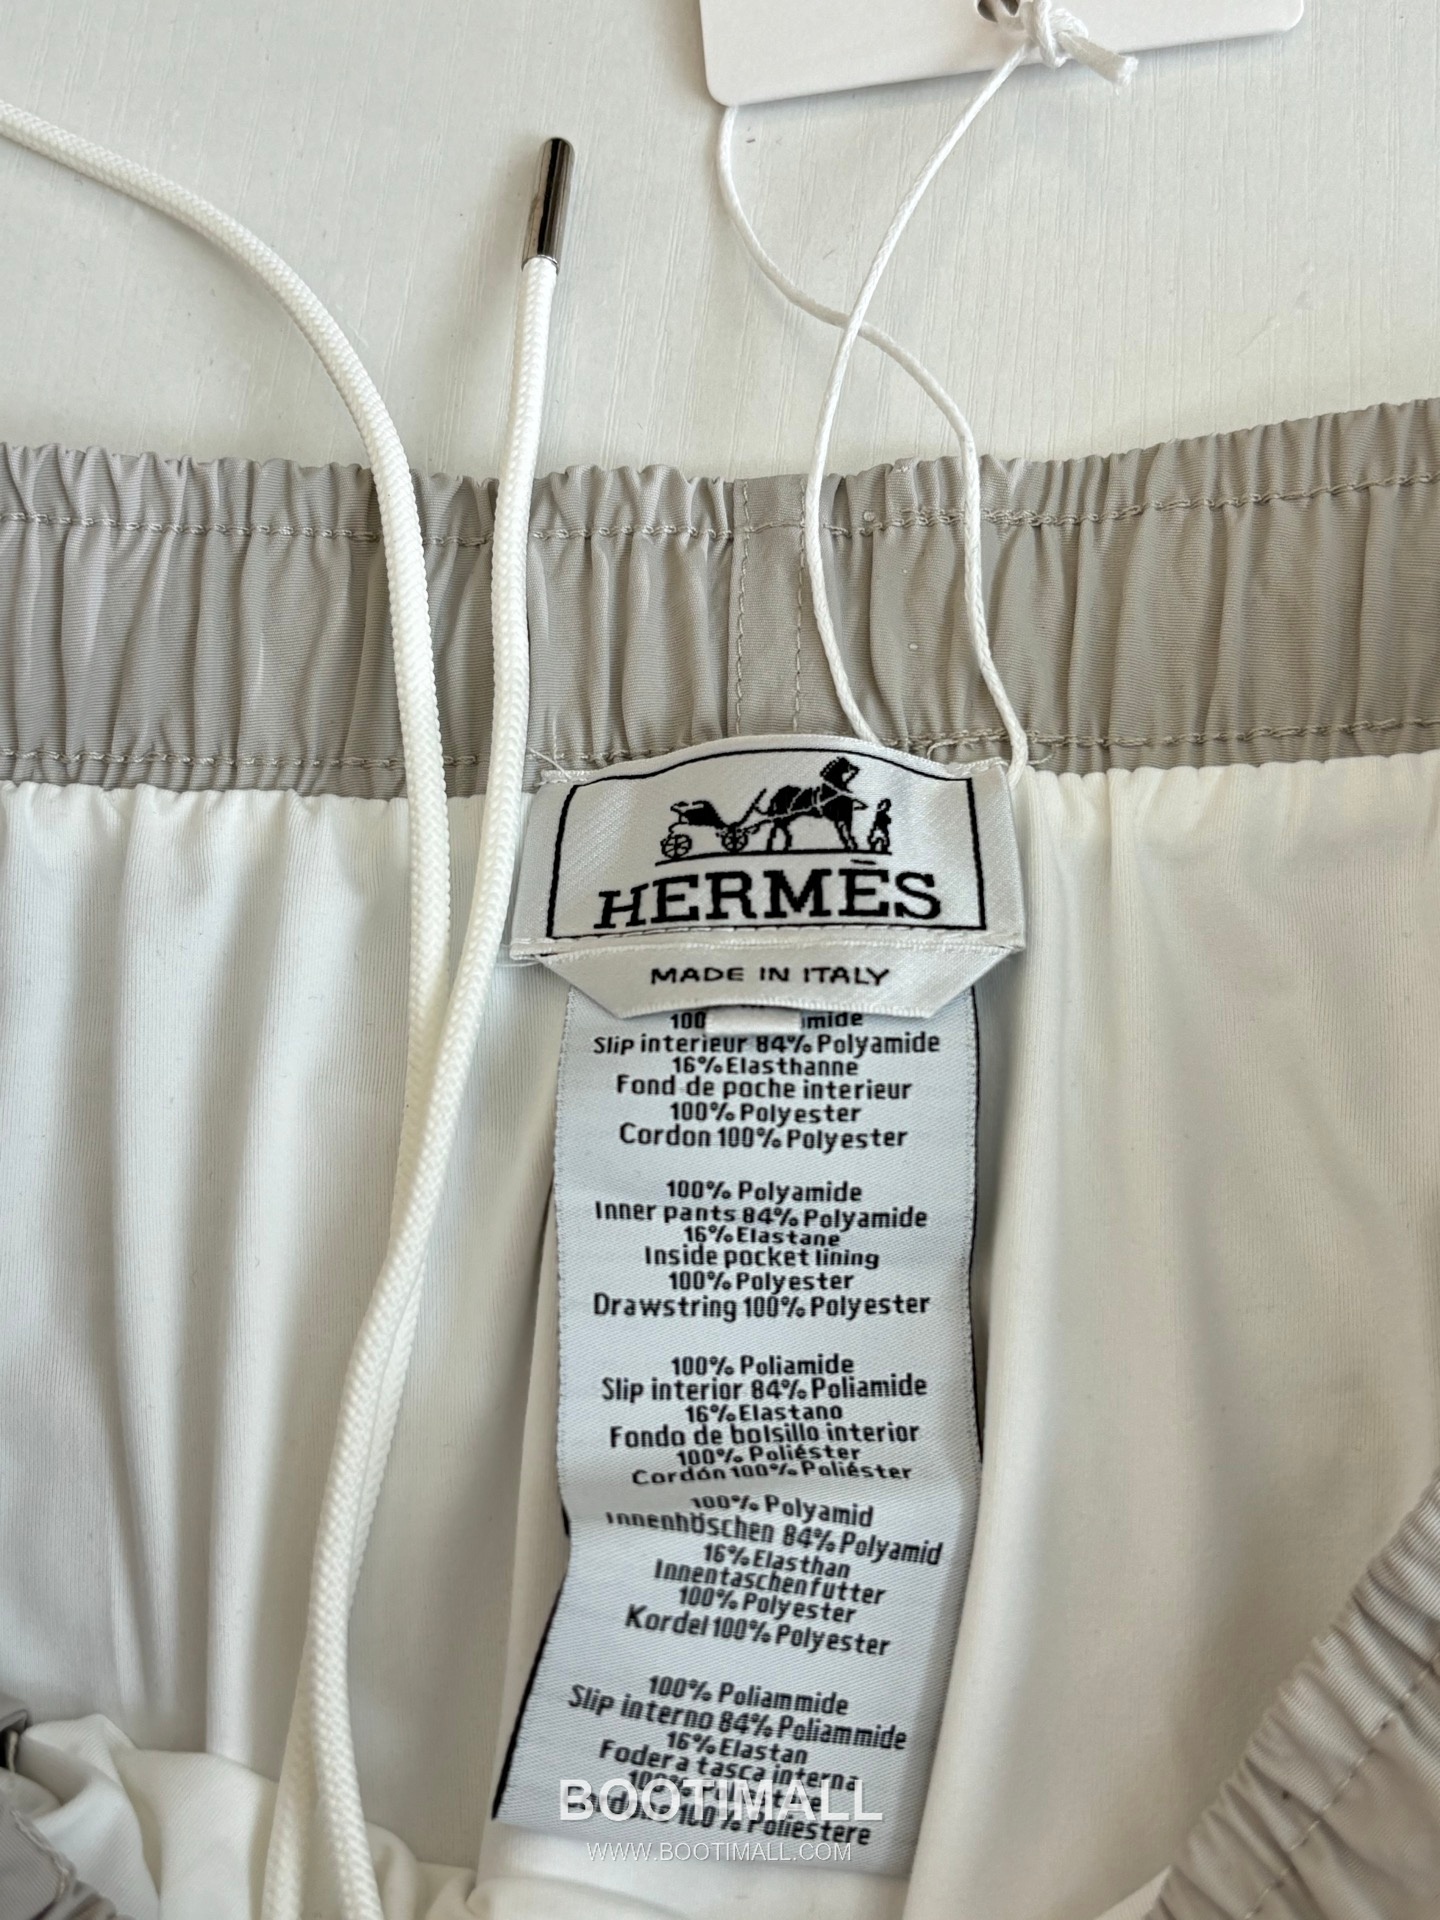 HERMÈS
MADE IN ITALY
Slip interieur 84% Polyamide
16% Elasthanne
Fond de poche interieur
100% Polyester
Cordon 100% Polyester
100% Polyamide
Inner pants 84% Polyamide
16% Elastane
Inside pocket lining
100% Polyester
Drawstring 100% Polyester
100% Poliamide
Slip interior 84% Poliamide
16% Elastano
Fondo de bolsillo interior
100% Poliéster
Cordón 100% Poliéster
100% Polyamid
Innenhöschen 84% Polyamid
16% Elasthan
Innentaschenfutter
100% Polyester
Kordel 100% Polyester
100% Poliammide
Slip interno 84% Poliammide
16% Elastan
Fodera tasca interna
100% Poliestere
BOOTIMALL
WWW.BOOTIMALL.COM